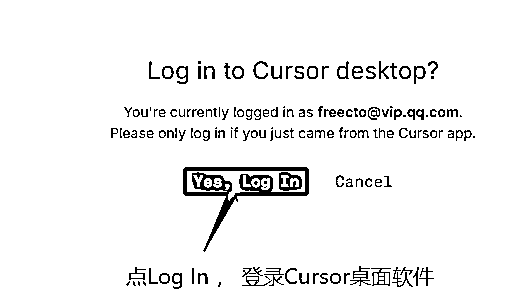 Log in to Cursor desktop?
You're currently logged in as freecto@vip.qq.com.
Please only log in if you just came from the Cursor app.
Yes, Log In Cancel
点Log In， 登录Cursor桌面软件